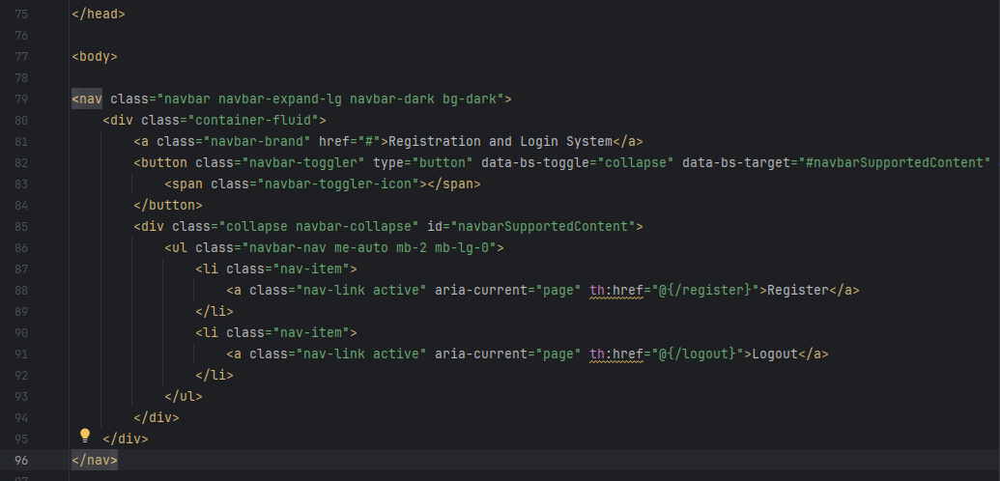 75 </head>
76
77 <body>
78
79 <nav class="navbar navbar-expand-lg navbar-dark bg-dark">
80 <div class="container-fluid">
81 <a class="navbar-brand" href="#">Registration and Login System</a>
82 <button class="navbar-toggler" type="button" data-bs-toggle="collapse" data-bs-target="#navbarSupportedContent"
83 <span class="navbar-toggler-icon"></span>
84 </button>
85 <div class="collapse navbar-collapse" id="navbarSupportedContent">
86 <ul class="navbar-nav me-auto mb-2 mb-lg-0">
87 <li class="nav-item">
88 <a class="nav-link active" aria-current="page" th:href="@{/register}">Register</a>
89 </li>
90 <li class="nav-item">
91 <a class="nav-link active" aria-current="page" th:href="@{/logout}">Logout</a>
92 </li>
93 </ul>
94 </div>
95 </div>
96 </nav>
97